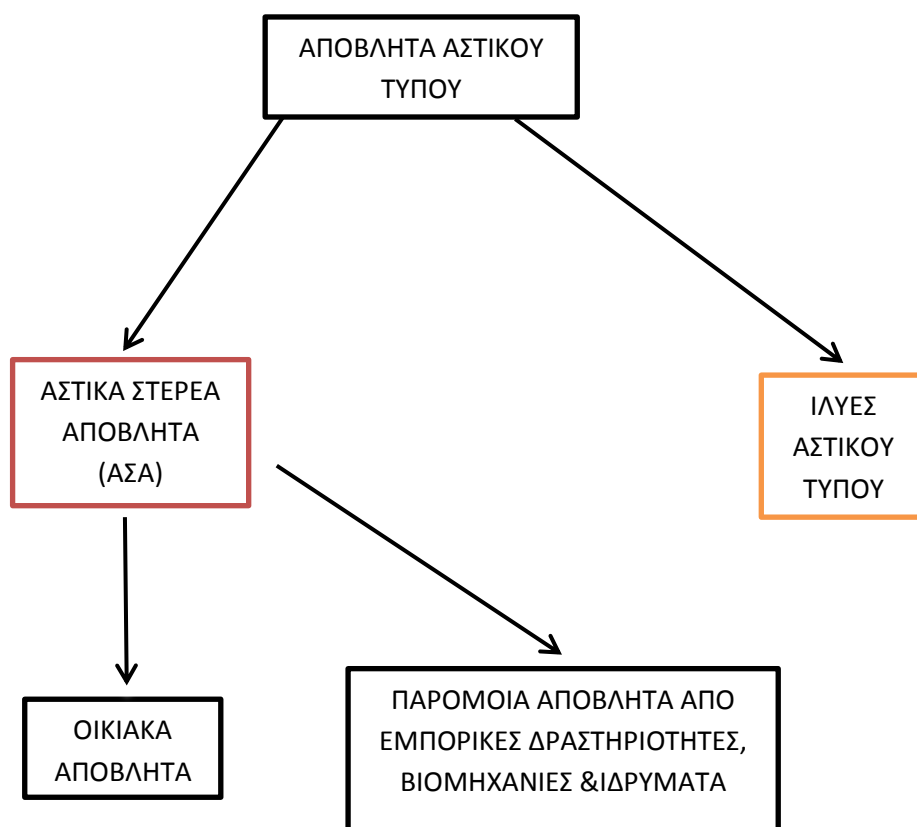 ΑΠΟΒΛΗΤΑ ΑΣΤΙΚΟΥ
ΤΥΠΟΥ
ΑΣΤΙΚΑ ΣΤΕΡΕΑ
ΑΠΟΒΛΗΤΑ
(ΑΣΑ)
ΙΛΥΕΣ
ΑΣΤΙΚΟΥ
ΤΥΠΟΥ
ΟΙΚΙΑΚΑ
ΑΠΟΒΛΗΤΑ
ΠΑΡΟΜΟΙΑ ΑΠΟΒΛΗΤΑ ΑΠΟ
ΕΜΠΟΡΙΚΕΣ ΔΡΑΣΤΗΡΙΟΤΗΤΕΣ,
ΒΙΟΜΗΧΑΝΙΕΣ &ΙΔΡΥΜΑΤΑ